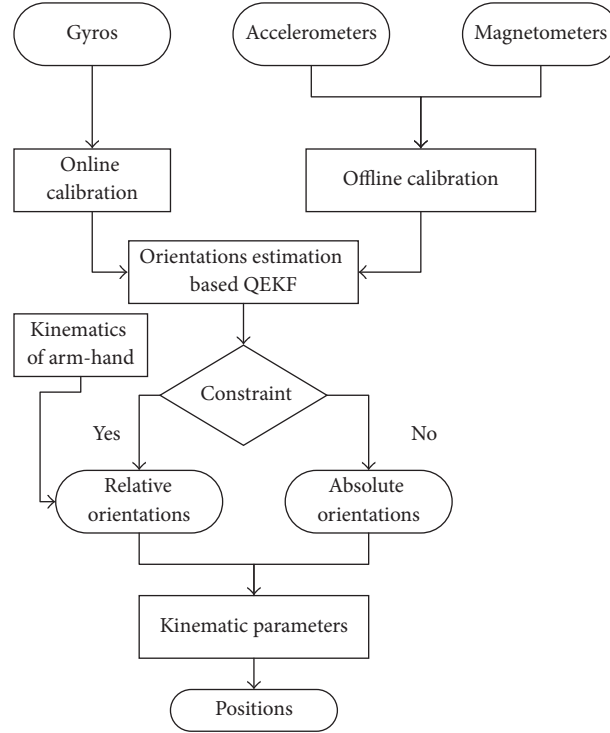 Gyros
Accelerometers
Magnetometers
Online
calibration
Offline calibration
Orientations estimation
based QEKF
Kinematics
of arm-hand
Constraint
Yes
No
Relative
orientations
Absolute
orientations
Kinematic parameters
Positions